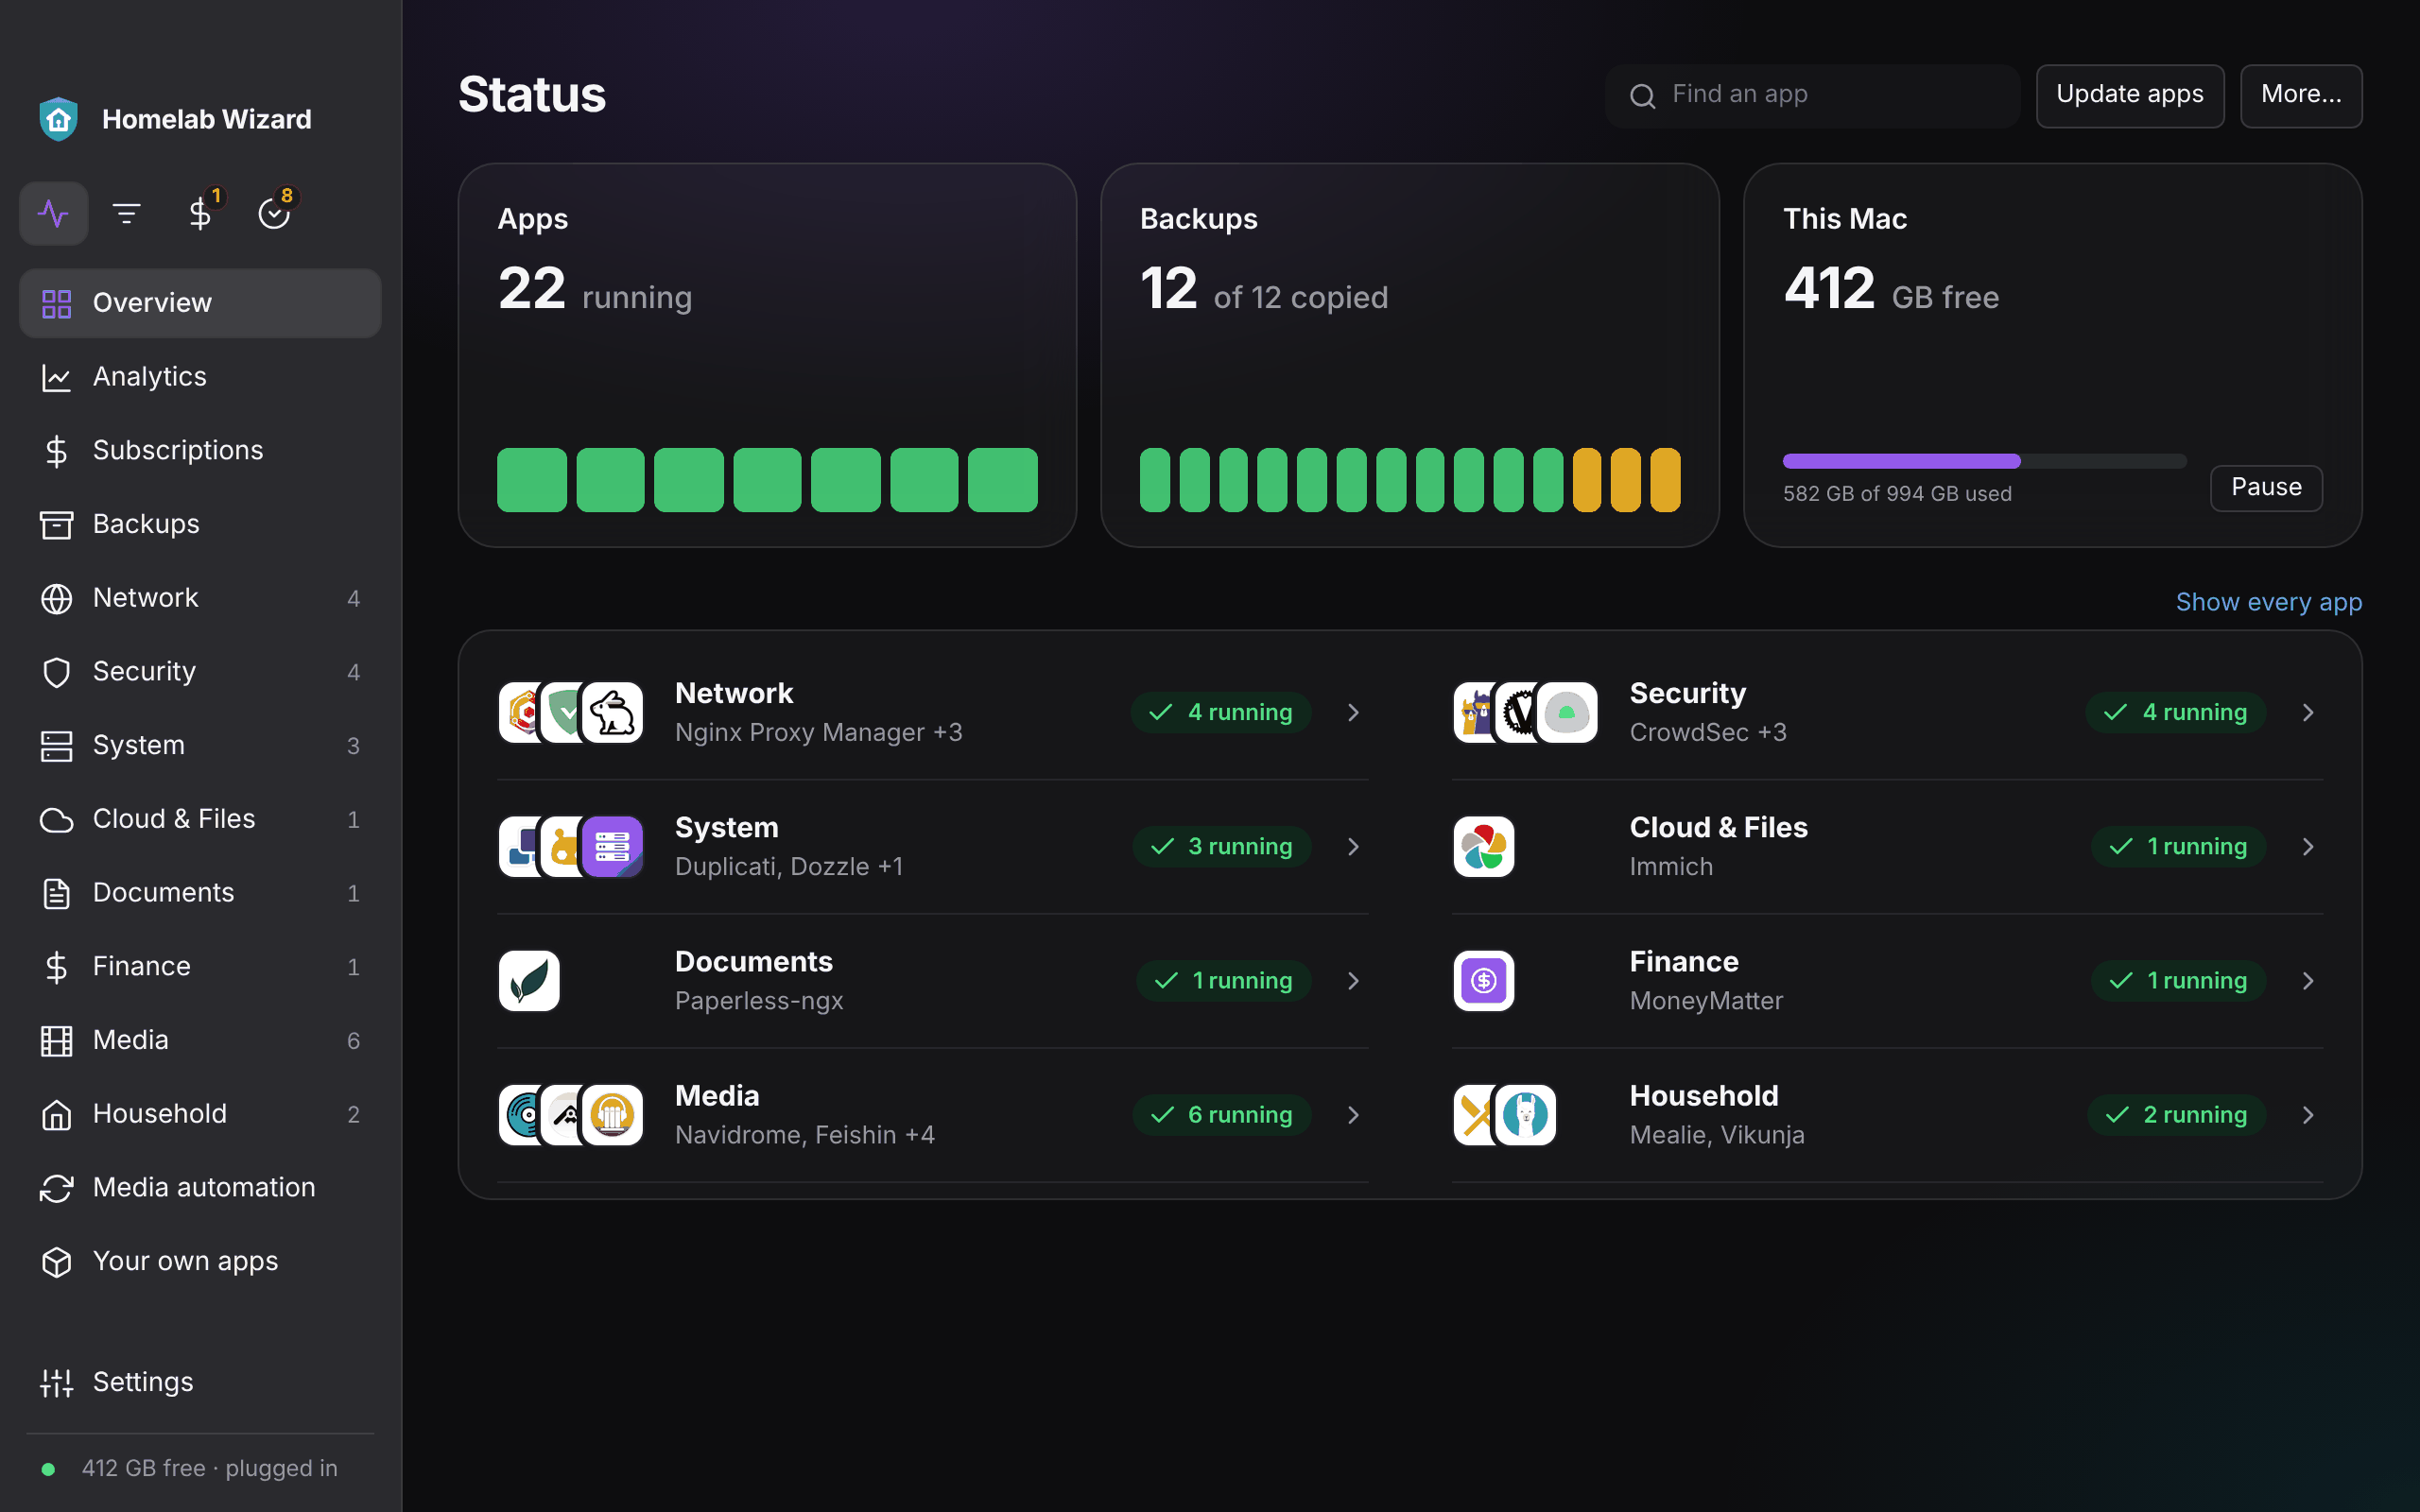 Homelab Wizard
1
8
Overview
Analytics
Subscriptions
Backups
Network 4
Security 4
System 3
Cloud & Files 1
Documents 1
Finance 1
Media 6
Household 2
Media automation
Your own apps
Settings
412 GB free · plugged in
Status
Find an app
Update apps
More...
Apps
22 running
Backups
12 of 12 copied
This Mac
412 GB free
582 GB of 994 GB used
Pause
Show every app
Network
Nginx Proxy Manager +3
4 running
Security
CrowdSec +3
4 running
System
Duplicati, Dozzle +1
3 running
Cloud & Files
Immich
1 running
Documents
Paperless-ngx
1 running
Finance
MoneyMatter
1 running
Media
Navidrome, Feishin +4
6 running
Household
Mealie, Vikunja
2 running